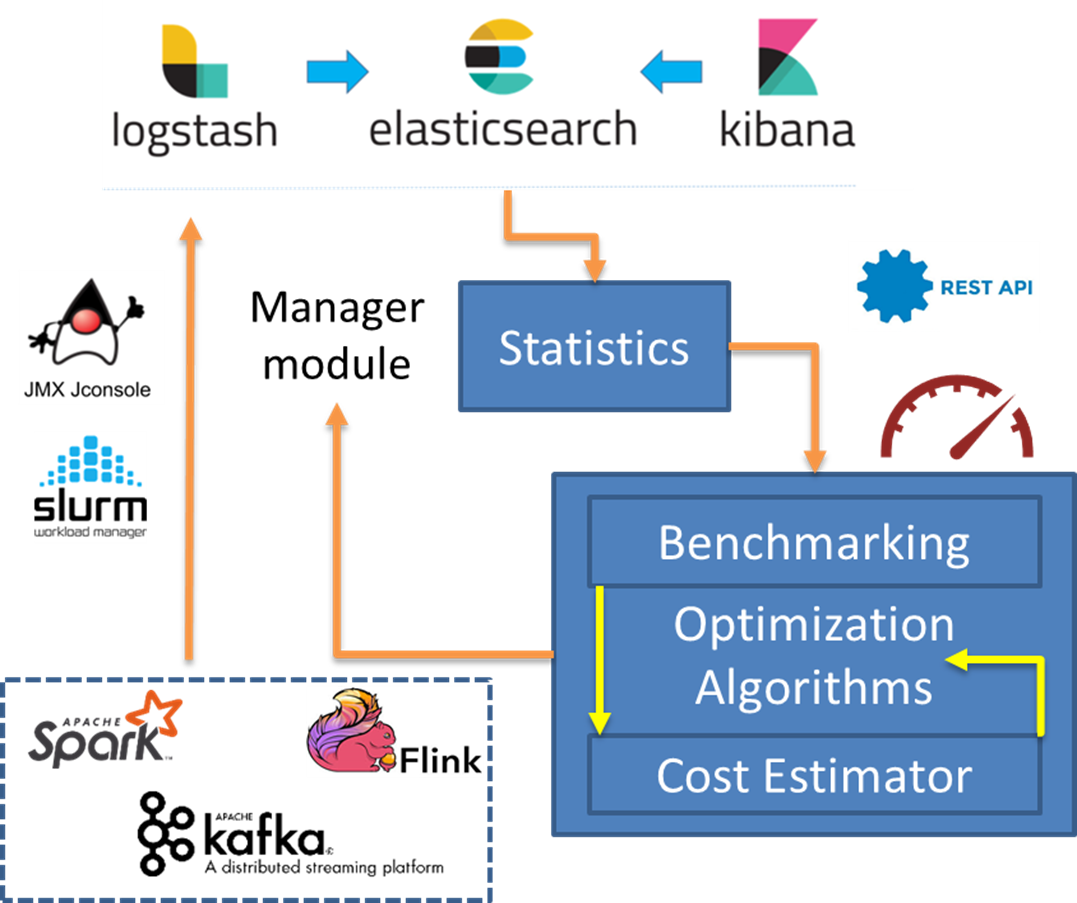 logstash
elasticsearch
kibana
Manager
module
Statistics
REST API
JMX Jconsole
slurm
workload manager
Benchmarking
Optimization
Algorithms
Cost Estimator
APACHE
Spark
TM
Flink
APACHE
kafka
A distributed streaming platform